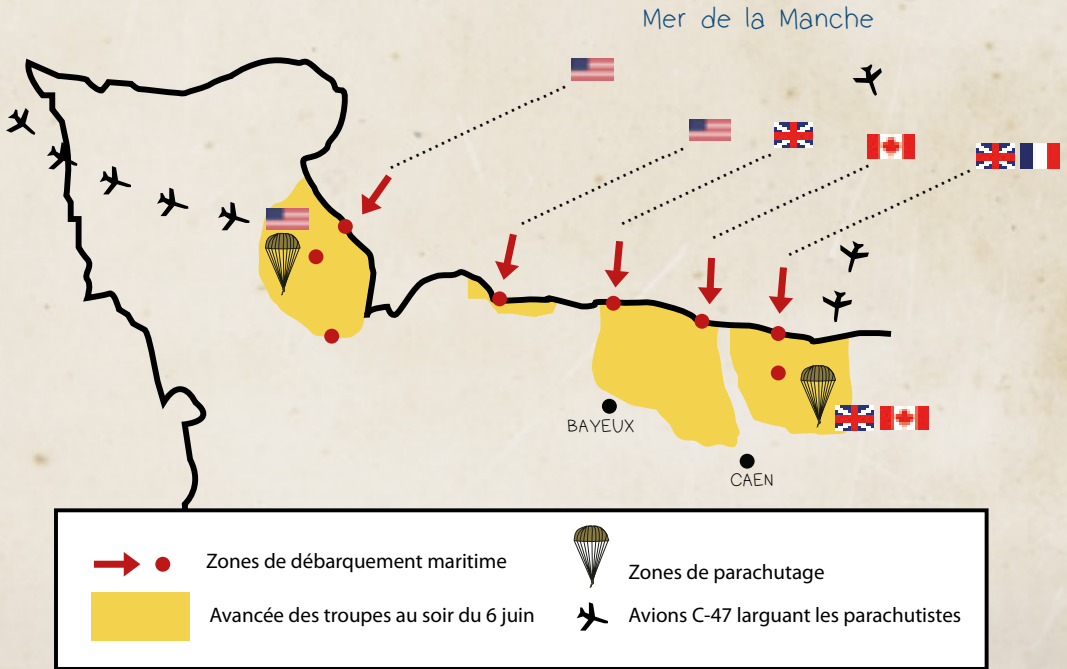 Mer de la Manche
BAYEUX
CAEN
Zones de débarquement maritime
Zones de parachutage
Avancée des troupes au soir du 6 juin
Avions C-47 larguant les parachutistes